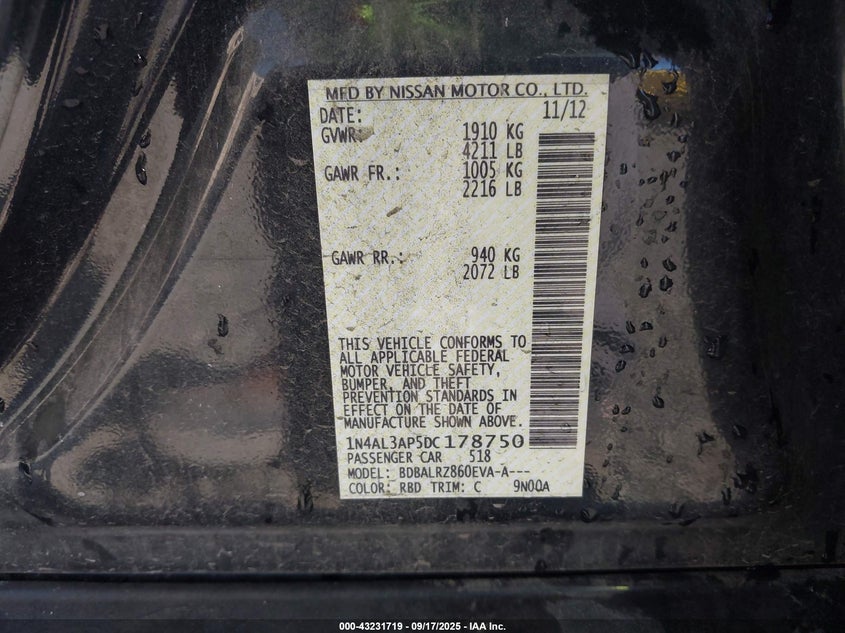 MFD BY NISSAN MOTOR CO., LTD.
DATE: 11/12
GVWR: 1910 KG
4211 LB
GAWR FR.: 1005 KG
2216 LB
GAWR RR.: 940 KG
2072 LB
THIS VEHICLE CONFORMS TO
ALL APPLICABLE FEDERAL
MOTOR VEHICLE SAFETY,
BUMPER, AND THEFT
PREVENTION STANDARDS IN
EFFECT ON THE DATE OF
MANUFACTURE SHOWN ABOVE.
1N4AL3AP5DC178750
PASSENGER CAR 518
MODEL: BDBALRZ860EVA-A---
COLOR: RBD TRIM: C 9N00A
000-43231719 - 09/17/2025 - IAA Inc.